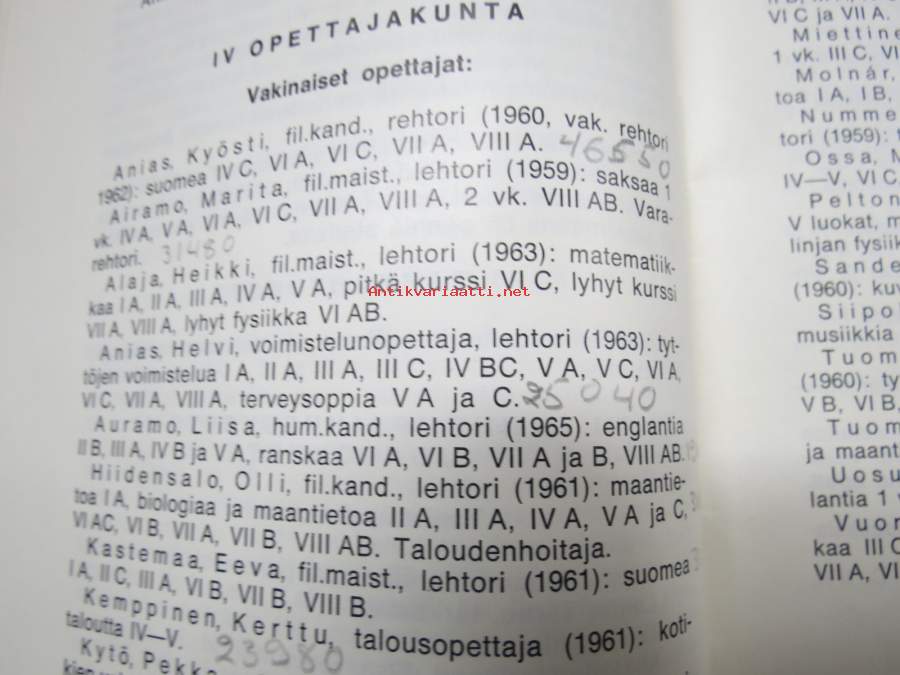 IV OPETTAJAKUNTA
Vakinaiset opettajat:
Anias, Kyösti, fil.kand., rehtori (1960, vak. rehtori
1962): suomea IV C, VI A, VI C, VII A, VIII A. 46550
Airamo, Marita, fil.maist., lehtori (1959): saksaa 1
vk. IV A, V A, VI A, VI C, VII A, VIII A, 2 vk. VIII AB. Vara-
rehtori. 31480
Alaja, Heikki, fil.maist., lehtori (1963): matematiik-
kaa I A, II A, III A, IV A, V A, pitkä kurssi VI C, lyhyt kurssi
VII A, VIII A, lyhyt fysiikka VI AB.
Antikvariaatti.net
Anias, Helvi, voimistelunopettaja, lehtori (1963): tyt-
töjen voimistelua I A, II A, III A, III C, IV BC, V A, V C, VI A,
VI C, VII A, VIII A, terveysoppia V A ja C. 25040
Auramo, Liisa, hum.kand., lehtori (1965): englantia
II B, III A, IV B ja V A, ranskaa VI A, VI B, VII A ja B, VIII AB.
Hiidensalo, Olli, fil.kand., lehtori (1961): maantie-
toa I A, biologiaa ja maantietoa II A, III A, IV A, V A ja C,
VI AC, VI B, VII A, VII B, VIII AB. Taloudenhoitaja.
Kastemaa, Eeva, fil.maist., lehtori (1961): suomea
I A, II C, III A, VI B, VII B, VIII B.
Kemppinen, Kerttu, talousopettaja (1961): koti-
taloutta IV—V. 23980
Kytö, Pekka
VI C ja VII A.
Miettine
1 vk. III C, VI
Molnár,
toa I A, I B,
Numme
tori (1959): t
Ossa, M
IV—V, VI C
Pelton
V luokat, m
linjan fysiik
Sande
(1960): kuv
Siipol
musiikkia
Tuom
(1960): ty
V B, VI B,
Tuom
ja maant
Uosu
lantia 1 v
Vuor
kaa III C
VII A, VI